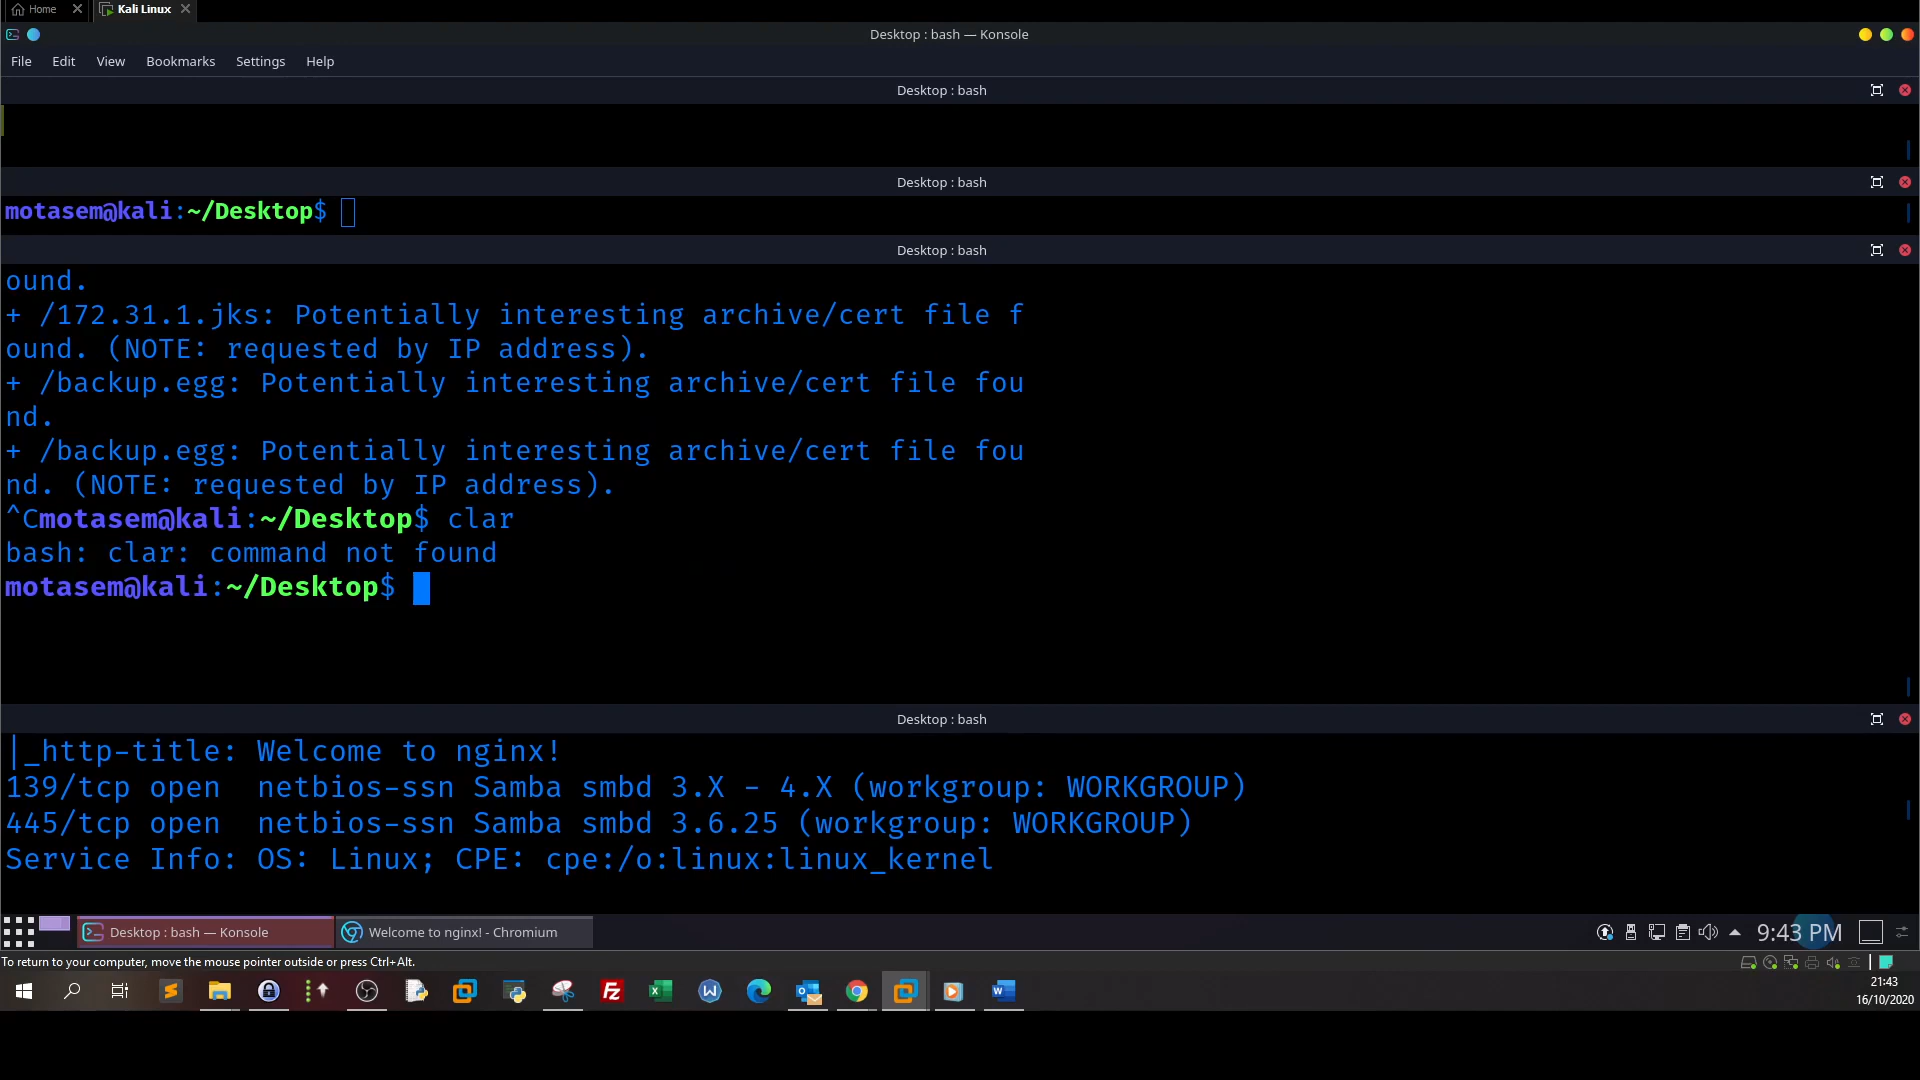 Home
Kali Linux
Desktop : bash — Konsole
File Edit View Bookmarks Settings Help
Desktop : bash
Desktop : bash
motasem@kali:~/Desktop$
Desktop : bash
ound.
+ /172.31.1.jks: Potentially interesting archive/cert file f
ound. (NOTE: requested by IP address).
+ /backup.egg: Potentially interesting archive/cert file fou
nd.
+ /backup.egg: Potentially interesting archive/cert file fou
nd. (NOTE: requested by IP address).
^Cmotasem@kali:~/Desktop$ clar
bash: clar: command not found
motasem@kali:~/Desktop$
Desktop : bash
|_http-title: Welcome to nginx!
139/tcp open  netbios-ssn Samba smbd 3.X - 4.X (workgroup: WORKGROUP)
445/tcp open  netbios-ssn Samba smbd 3.6.25 (workgroup: WORKGROUP)
Service Info: OS: Linux; CPE: cpe:/o:linux:linux_kernel
Desktop : bash — Konsole
Welcome to nginx! - Chromium
9:43 PM
To return to your computer, move the mouse pointer outside or press Ctrl+Alt.
21:43
16/10/2020